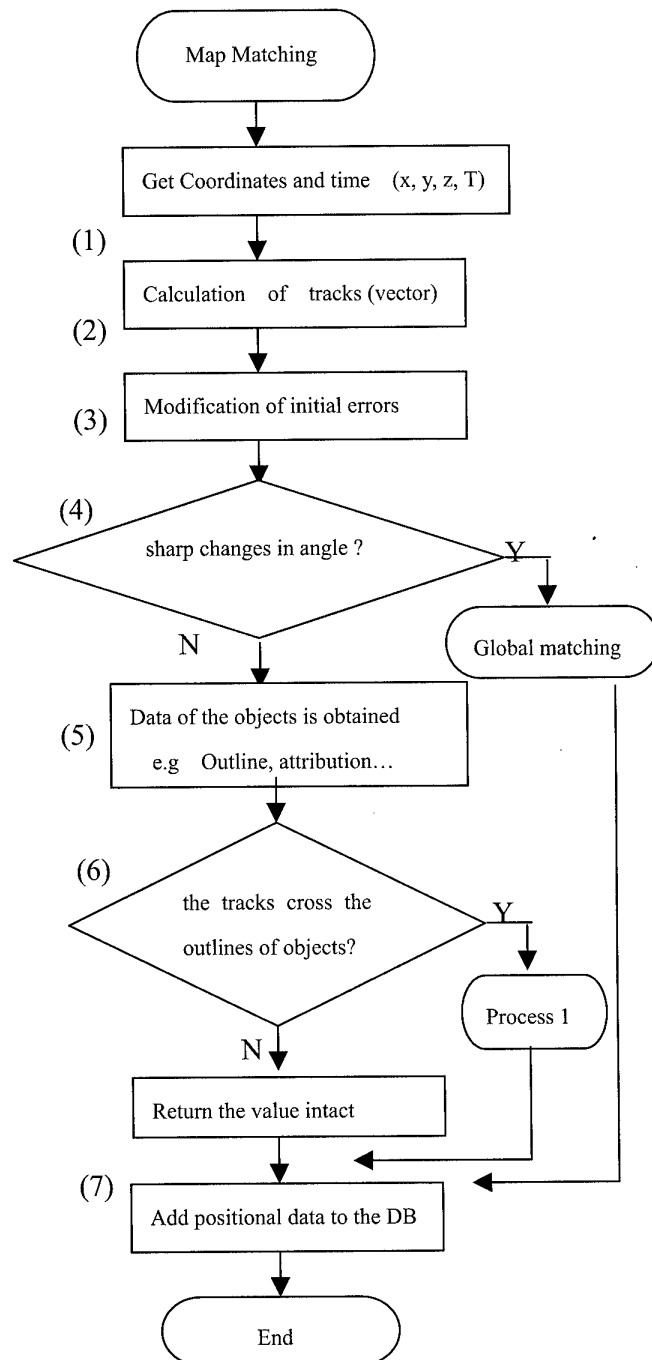 Map Matching
Get Coordinates and time (x, y, z, T)
(1)
Calculation of tracks (vector)
(2)
Modification of initial errors
(3)
(4)
sharp changes in angle ?
Y
N
Global matching
Data of the objects is obtained
(5)
e.g Outline, attribution…
(6)
the tracks cross the
Y
outlines of objects?
Process 1
N
Return the value intact
(7)
Add positional data to the DB
End